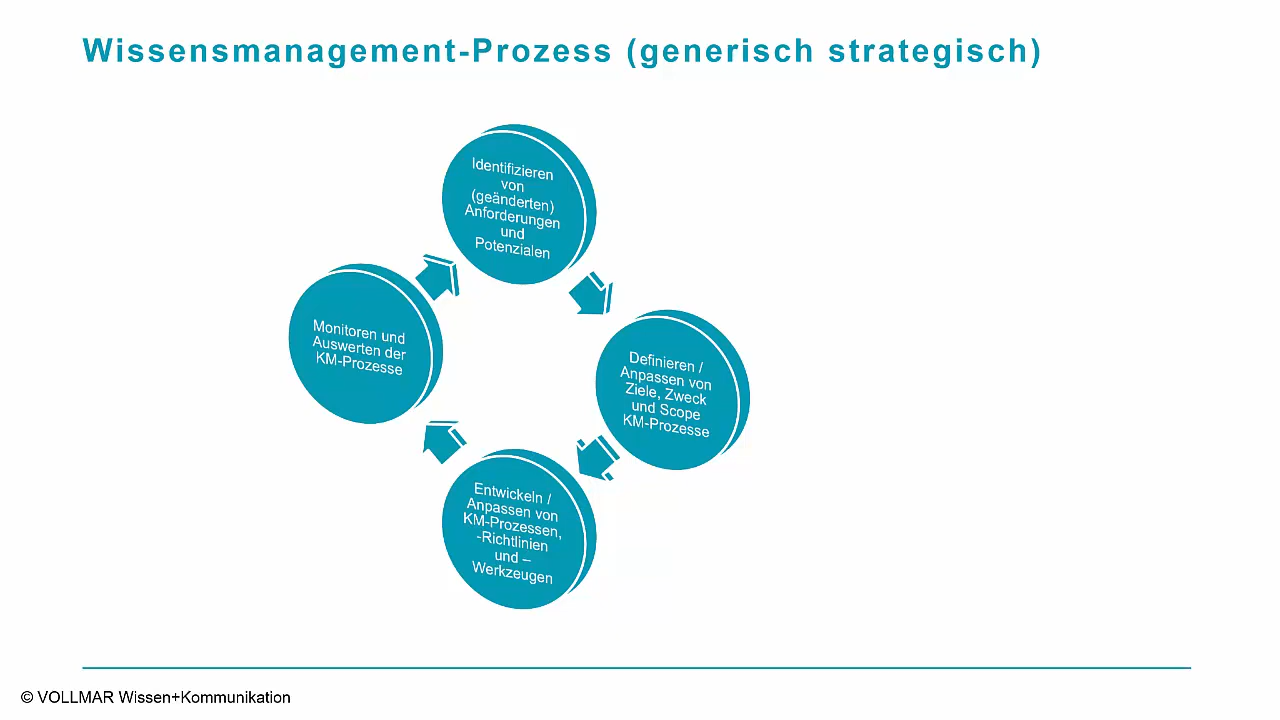 Wissensmanagement-Prozess (generisch strategisch)
Identifizieren
von
(geänderten)
Anforderungen
und
Potenzialen
Definieren /
Anpassen von
Ziele, Zweck
und Scope
KM-Prozesse
Entwickeln /
Anpassen von
KM-Prozessen,
-Richtlinien
und –
Werkzeugen
Monitoren und
Auswerten der
KM-Prozesse
© VOLLMAR Wissen+Kommunikation